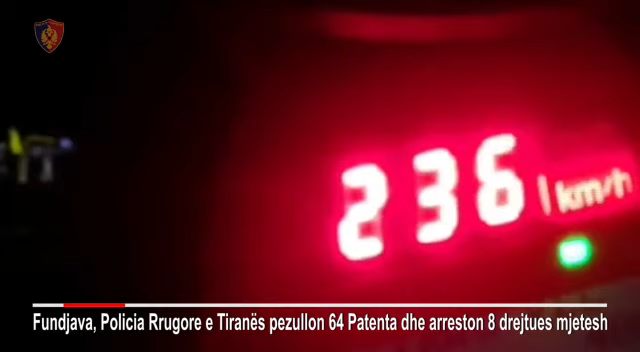 236 km/h
Fundjava, Policia Rrugore e Tiranës pezullon 64 Patenta dhe arreston 8 drejtues mjetesh